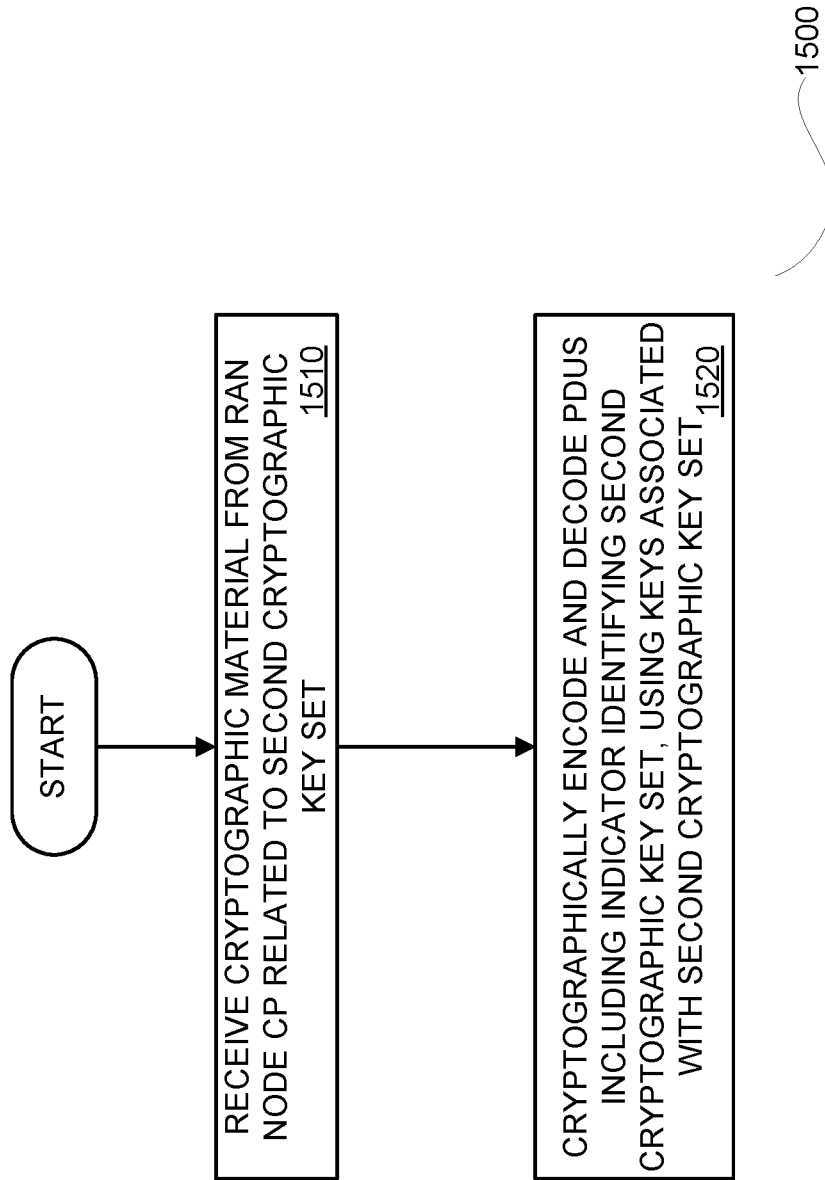 START
RECEIVE CRYPTOGRAPHIC MATERIAL FROM RAN
NODE CP RELATED TO SECOND CRYPTOGRAPHIC
KEY SET
1510
CRYPTOGRAPHICALLY ENCODE AND DECODE PDUS
INCLUDING INDICATOR IDENTIFYING SECOND
CRYPTOGRAPHIC KEY SET, USING KEYS ASSOCIATED
WITH SECOND CRYPTOGRAPHIC KEY SET
1520
1500